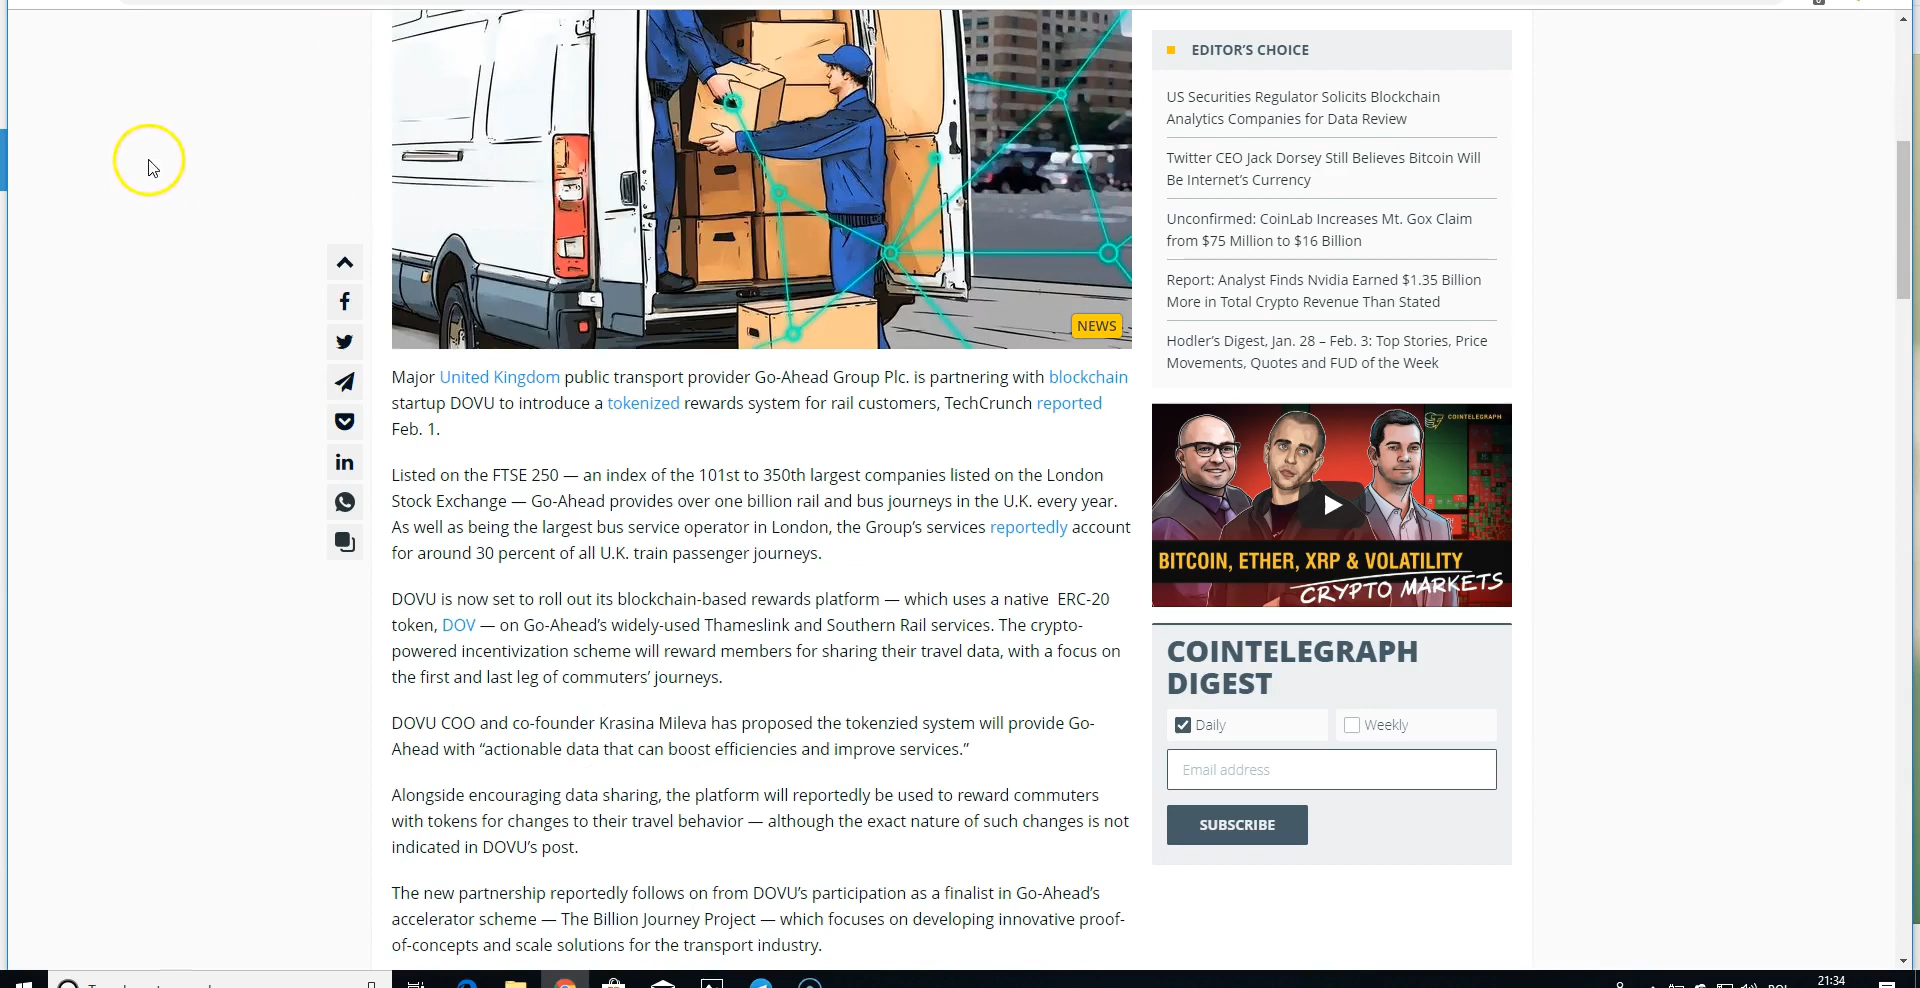 NEWS
Major United Kingdom public transport provider Go-Ahead Group Plc. is partnering with blockchain
startup DOVU to introduce a tokenized rewards system for rail customers, TechCrunch reported
Feb. 1.
Listed on the FTSE 250 — an index of the 101st to 350th largest companies listed on the London
Stock Exchange — Go-Ahead provides over one billion rail and bus journeys in the U.K. every year.
As well as being the largest bus service operator in London, the Group’s services reportedly account
for around 30 percent of all U.K. train passenger journeys.
DOVU is now set to roll out its blockchain-based rewards platform — which uses a native  ERC-20
token, DOV — on Go-Ahead’s widely-used Thameslink and Southern Rail services. The crypto-
powered incentivization scheme will reward members for sharing their travel data, with a focus on
the first and last leg of commuters’ journeys.
DOVU COO and co-founder Krasina Mileva has proposed the tokenzied system will provide Go-
Ahead with “actionable data that can boost efficiencies and improve services.”
Alongside encouraging data sharing, the platform will reportedly be used to reward commuters
with tokens for changes to their travel behavior — although the exact nature of such changes is not
indicated in DOVU’s post.
The new partnership reportedly follows on from DOVU’s participation as a finalist in Go-Ahead’s
accelerator scheme — The Billion Journey Project — which focuses on developing innovative proof-
of-concepts and scale solutions for the transport industry.
EDITOR’S CHOICE
US Securities Regulator Solicits Blockchain
Analytics Companies for Data Review
Twitter CEO Jack Dorsey Still Believes Bitcoin Will
Be Internet’s Currency
Unconfirmed: CoinLab Increases Mt. Gox Claim
from $75 Million to $16 Billion
Report: Analyst Finds Nvidia Earned $1.35 Billion
More in Total Crypto Revenue Than Stated
Hodler’s Digest, Jan. 28 – Feb. 3: Top Stories, Price
Movements, Quotes and FUD of the Week
COINTELEGRAPH
BITCOIN, ETHER, XRP & VOLATILITY
CRYPTO MARKETS
COINTELEGRAPH
DIGEST
Daily
Weekly
Email address
SUBSCRIBE
21:34